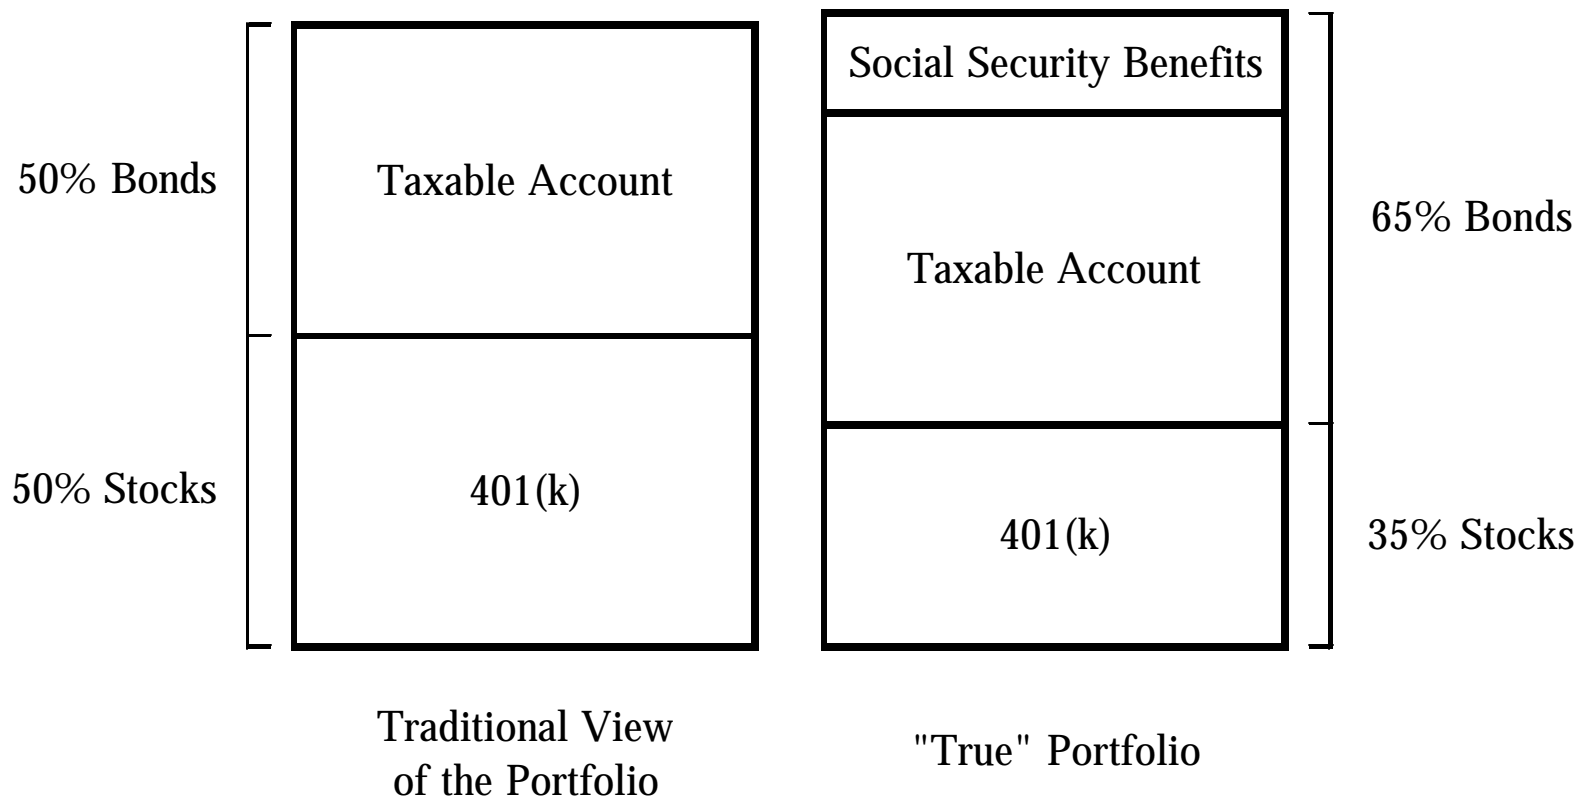 50% Bonds
Taxable Account
50% Stocks
401(k)
Traditional View
of the Portfolio
Social Security Benefits
Taxable Account
65% Bonds
401(k)
35% Stocks
"True" Portfolio